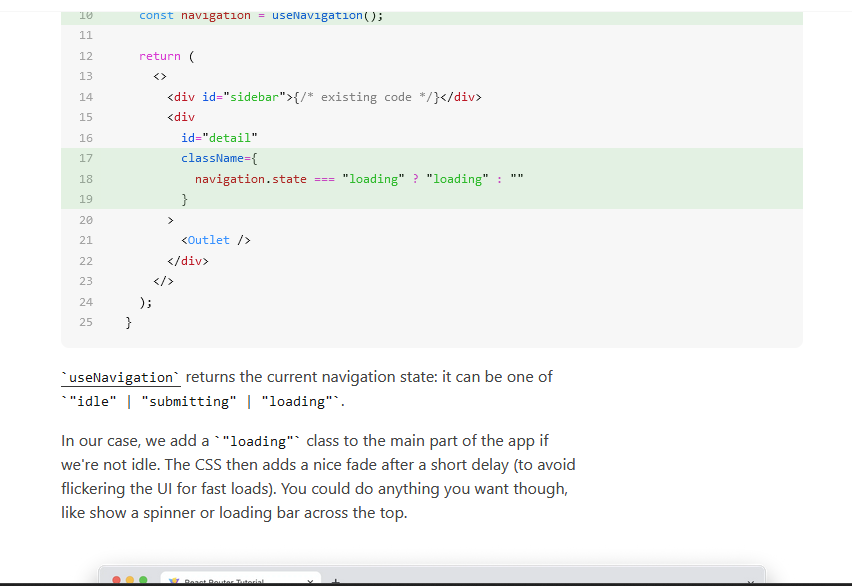 10 const navigation = useNavigation();
11
12 return (
13 <>
14 <div id="sidebar">{/* existing code */}</div>
15 <div
16 id="detail"
17 className={
18 navigation.state === "loading" ? "loading" : ""
19 }
20 >
21 <Outlet />
22 </div>
23 </>
24 );
25 }
`useNavigation` returns the current navigation state: it can be one of
`"idle" | "submitting" | "loading"`.
In our case, we add a `"loading"` class to the main part of the app if
we're not idle. The CSS then adds a nice fade after a short delay (to avoid
flickering the UI for fast loads). You could do anything you want though,
like show a spinner or loading bar across the top.
React Router Tutorial